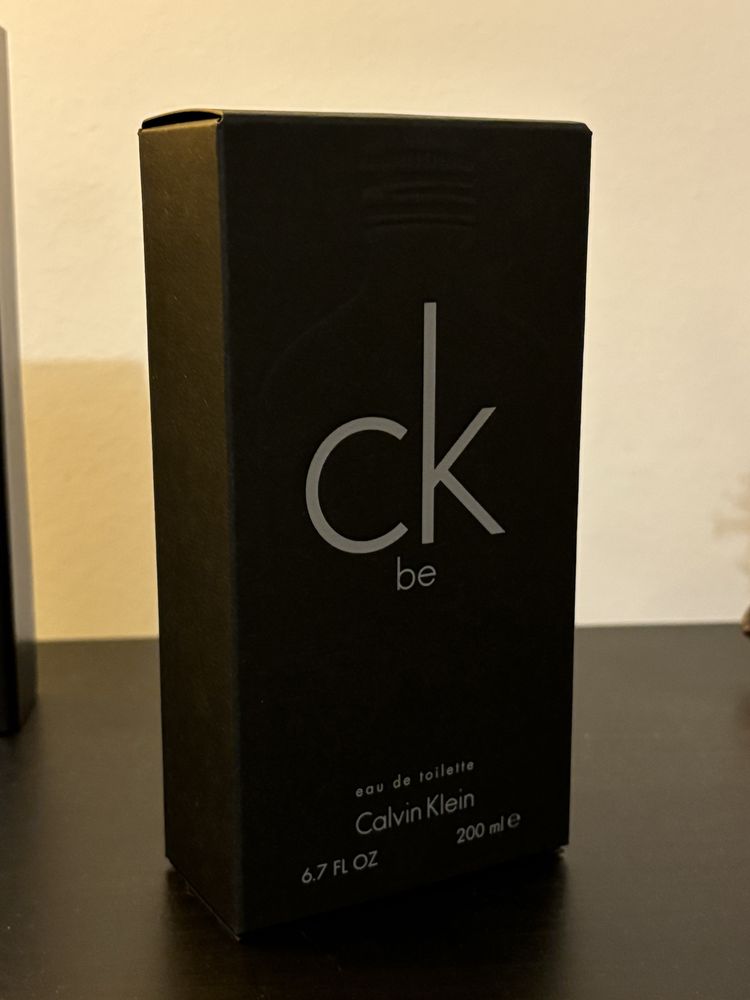 ck
be
eau de toilette
Calvin Klein
6.7 FL OZ 200 ml ℮